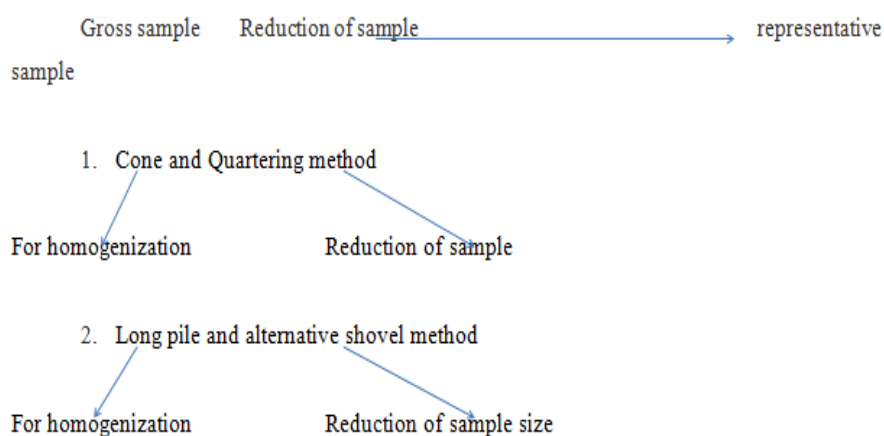 Gross sample Reduction of sample representative
sample
1. Cone and Quartering method
For homogenization Reduction of sample
2. Long pile and alternative shovel method
For homogenization Reduction of sample size